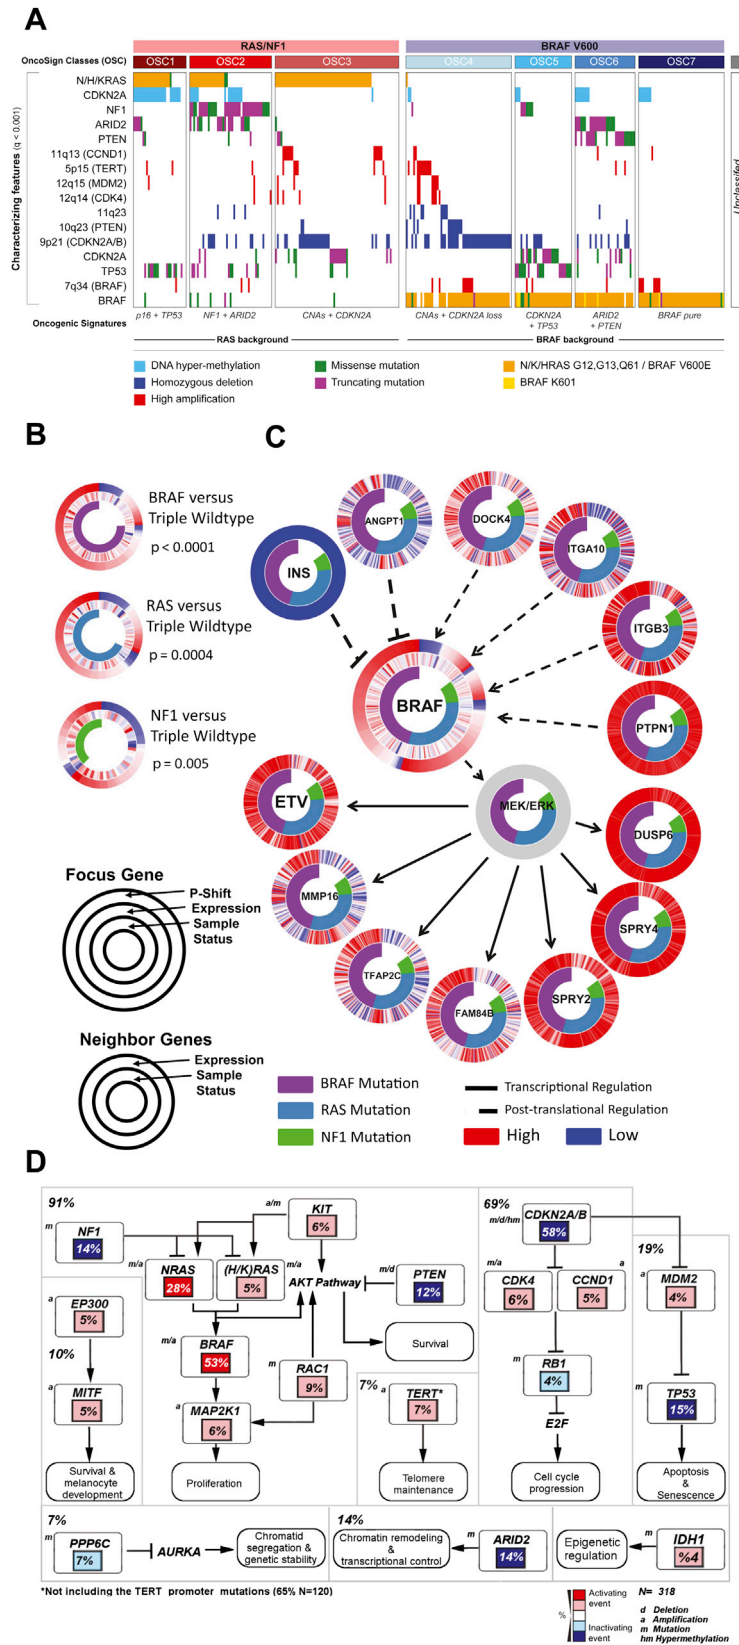 A
RAS/NF1
BRAF V600
OncoSign Classes (OSC)
OSC1 OSC2 OSC3 OSC4 OSC5 OSC6 OSC7
Characterizing features (q < 0.001)
N/H/KRAS
CDKN2A
NF1
ARID2
PTEN
11q13 (CCND1)
5p15 (TERT)
12q15 (MDM2)
12q14 (CDK4)
11q23
10q23 (PTEN)
9p21 (CDKN2A/B)
CDKN2A
TP53
7q34 (BRAF)
BRAF
Unclassifed
Oncogenic Signatures
p16 + TP53
NF1 + ARID2
CNAs + CDKN2A
CNAs + CDKN2A loss
CDKN2A
+ TP53
ARID2
+ PTEN
BRAF pure
RAS background
BRAF background
DNA hyper-methylation
Homozygous deletion
High amplification
Missense mutation
Truncating mutation
N/K/HRAS G12,G13,Q61 / BRAF V600E
BRAF K601
B
BRAF versus
Triple Wildtype
p < 0.0001
RAS versus
Triple Wildtype
p = 0.0004
NF1 versus
Triple Wildtype
p = 0.005
Focus Gene
P-Shift
Expression
Sample
Status
Neighbor Genes
Expression
Sample
Status
C
INS
ANGPT1
DOCK4
ITGA10
ITGB3
PTPN1
BRAF
MEK/ERK
ETV
MMP16
TFAP2C
FAM84B
SPRY2
SPRY4
DUSP6
BRAF Mutation
RAS Mutation
NF1 Mutation
Transcriptional Regulation
Post-translational Regulation
High
Low
D
91%
m
NF1
14%
a/m
KIT
6%
m/a
NRAS
28%
(H/K)RAS
5%
m/a
AKT Pathway
m/d
PTEN
12%
Survival
m/a
BRAF
53%
m
RAC1
9%
a
MAP2K1
6%
Proliferation
a
EP300
5%
10%
a
MITF
5%
Survival &
melanocyte
development
7%
a
TERT*
7%
Telomere
maintenance
69%
m/d/hm
CDKN2A/B
58%
m/a
CDK4
6%
a
CCND1
5%
m
RB1
4%
E2F
Cell cycle
progression
19%
a
MDM2
4%
m
TP53
15%
Apoptosis
&
Senescence
7%
m
PPP6C
7%
AURKA
Chromatid
segregation &
genetic stability
14%
Chromatin remodeling
&
transcriptional control
m
ARID2
14%
Epigenetic
regulation
m
IDH1
%4
*Not including the TERT promoter mutations (65% N=120)
%
Activating
event
Inactivating
event
N= 318
d Deletion
a Amplification
m Mutation
hm Hypermethylation